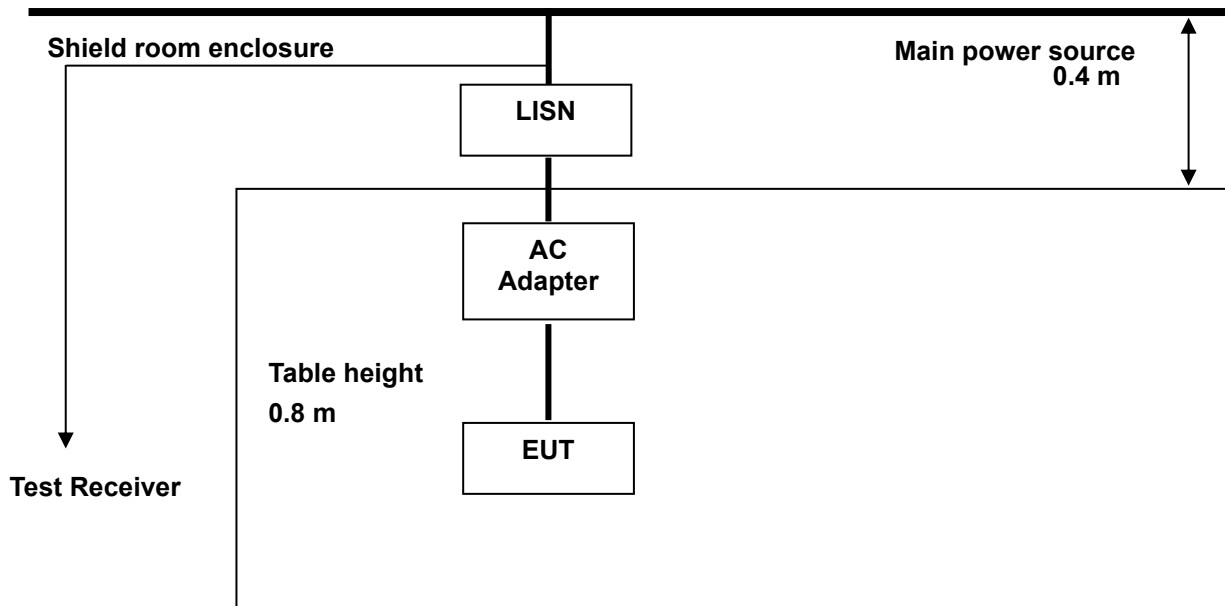 Shield room enclosure
Main power source
0.4 m
LISN
AC
Adapter
Table height
0.8 m
EUT
Test Receiver